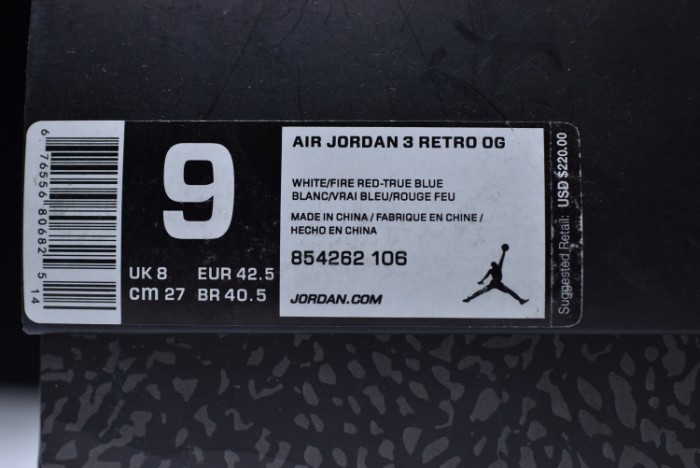 6 76556 80682 5 14
9
UK 8 EUR 42.5
cm 27 BR 40.5
AIR JORDAN 3 RETRO OG
WHITE/FIRE RED-TRUE BLUE
BLANC/VRAI BLEU/ROUGE FEU
MADE IN CHINA / FABRIQUE EN CHINE /
HECHO EN CHINA
854262 106
JORDAN.COM
Suggested Retail: USD $220.00